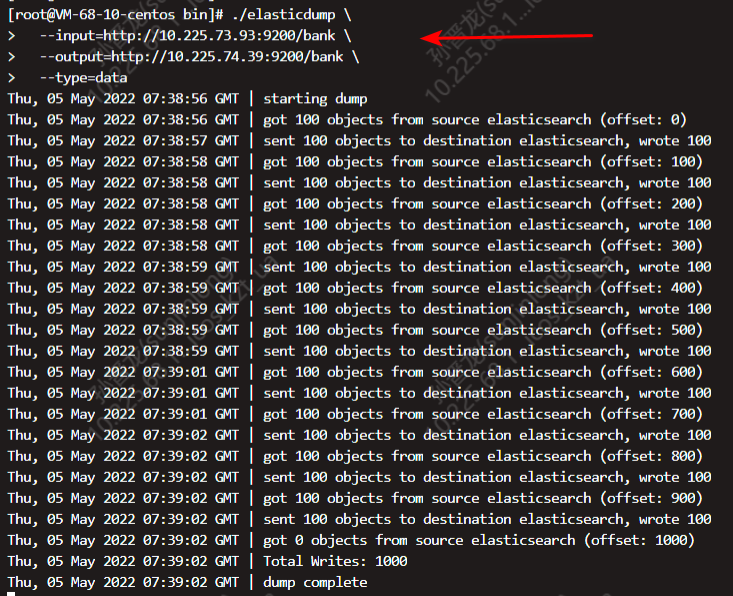 [root@VM-68-10-centos bin]# ./elasticdump \
>   --input=http://10.225.73.93:9200/bank \
>   --output=http://10.225.74.39:9200/bank \
>   --type=data
Thu, 05 May 2022 07:38:56 GMT | starting dump
Thu, 05 May 2022 07:38:56 GMT | got 100 objects from source elasticsearch (offset: 0)
Thu, 05 May 2022 07:38:57 GMT | sent 100 objects to destination elasticsearch, wrote 100
Thu, 05 May 2022 07:38:58 GMT | got 100 objects from source elasticsearch (offset: 100)
Thu, 05 May 2022 07:38:58 GMT | sent 100 objects to destination elasticsearch, wrote 100
Thu, 05 May 2022 07:38:58 GMT | got 100 objects from source elasticsearch (offset: 200)
Thu, 05 May 2022 07:38:58 GMT | sent 100 objects to destination elasticsearch, wrote 100
Thu, 05 May 2022 07:38:58 GMT | got 100 objects from source elasticsearch (offset: 300)
Thu, 05 May 2022 07:38:59 GMT | sent 100 objects to destination elasticsearch, wrote 100
Thu, 05 May 2022 07:38:59 GMT | got 100 objects from source elasticsearch (offset: 400)
Thu, 05 May 2022 07:38:59 GMT | sent 100 objects to destination elasticsearch, wrote 100
Thu, 05 May 2022 07:38:59 GMT | got 100 objects from source elasticsearch (offset: 500)
Thu, 05 May 2022 07:38:59 GMT | sent 100 objects to destination elasticsearch, wrote 100
Thu, 05 May 2022 07:39:01 GMT | got 100 objects from source elasticsearch (offset: 600)
Thu, 05 May 2022 07:39:01 GMT | sent 100 objects to destination elasticsearch, wrote 100
Thu, 05 May 2022 07:39:01 GMT | got 100 objects from source elasticsearch (offset: 700)
Thu, 05 May 2022 07:39:02 GMT | sent 100 objects to destination elasticsearch, wrote 100
Thu, 05 May 2022 07:39:02 GMT | got 100 objects from source elasticsearch (offset: 800)
Thu, 05 May 2022 07:39:02 GMT | sent 100 objects to destination elasticsearch, wrote 100
Thu, 05 May 2022 07:39:02 GMT | got 100 objects from source elasticsearch (offset: 900)
Thu, 05 May 2022 07:39:02 GMT | sent 100 objects to destination elasticsearch, wrote 100
Thu, 05 May 2022 07:39:02 GMT | got 0 objects from source elasticsearch (offset: 1000)
Thu, 05 May 2022 07:39:02 GMT | Total Writes: 1000
Thu, 05 May 2022 07:39:02 GMT | dump complete